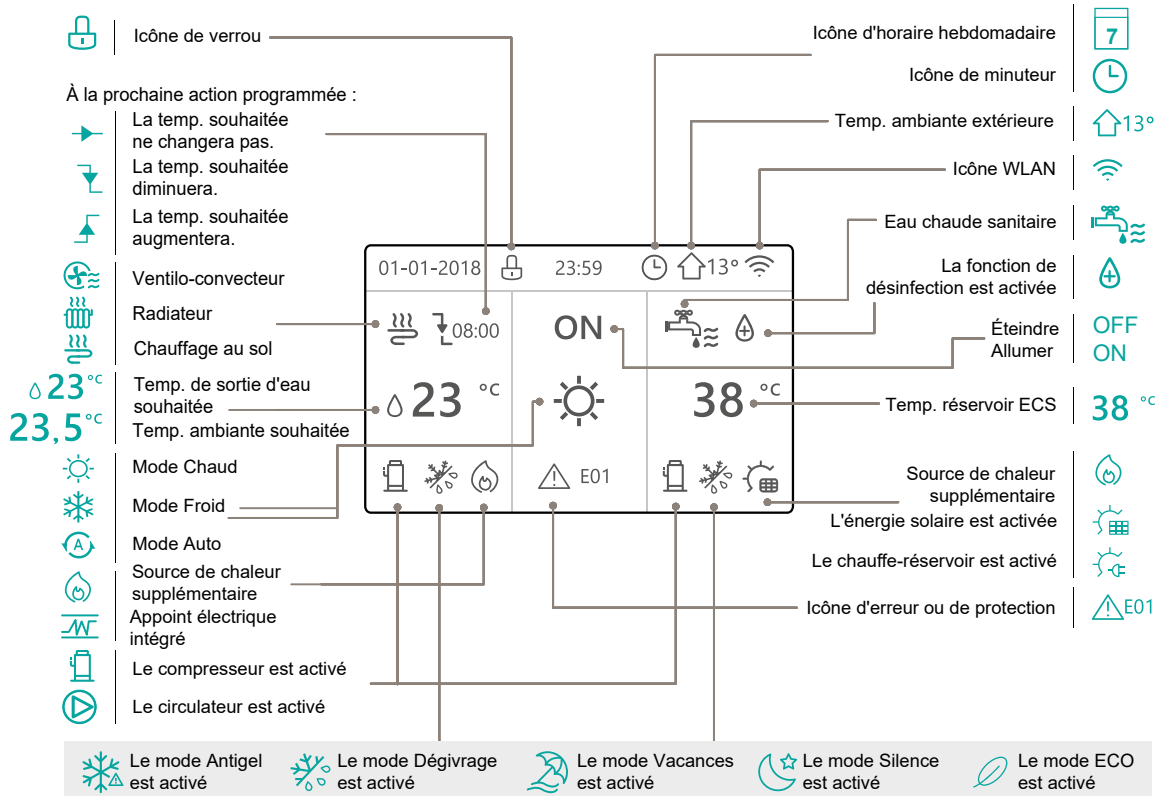 Icône de verrou
À la prochaine action programmée :
La temp. souhaitée
ne changera pas.
La temp. souhaitée
diminuera.
La temp. souhaitée
augmentera.
Ventilo-convecteur
Radiateur
Chauffage au sol
23 °C
Temp. de sortie d'eau
souhaitée
23,5 °C
Temp. ambiante souhaitée
Mode Chaud
Mode Froid
A
Mode Auto
Source de chaleur
supplémentaire
Appoint électrique
intégré
Le compresseur est activé
Le circulateur est activé
01-01-2018
23:59
13°
08:00
ON
23 °C
38 °C
E01
Icône d'horaire hebdomadaire
7
Icône de minuteur
Temp. ambiante extérieure
13°
Icône WLAN
Eau chaude sanitaire
La fonction de
désinfection est activée
Éteindre
OFF
Allumer
ON
Temp. réservoir ECS
38 °C
Source de chaleur
supplémentaire
L'énergie solaire est activée
Le chauffe-réservoir est activé
Icône d'erreur ou de protection
E01
Le mode Antigel
est activé
Le mode Dégivrage
est activé
Le mode Vacances
est activé
Le mode Silence
est activé
Le mode ECO
est activé